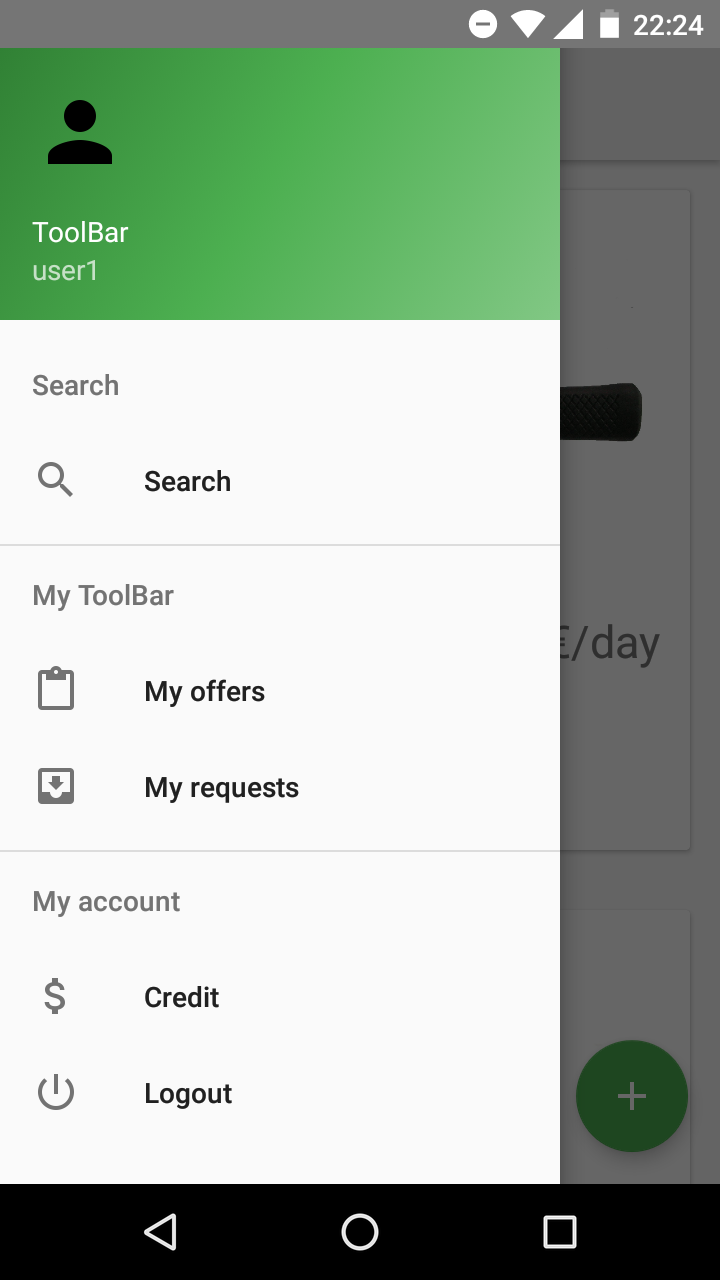 22:24
ToolBar
user1
Search
Search
My ToolBar
€/day
My offers
My requests
My account
Credit
Logout